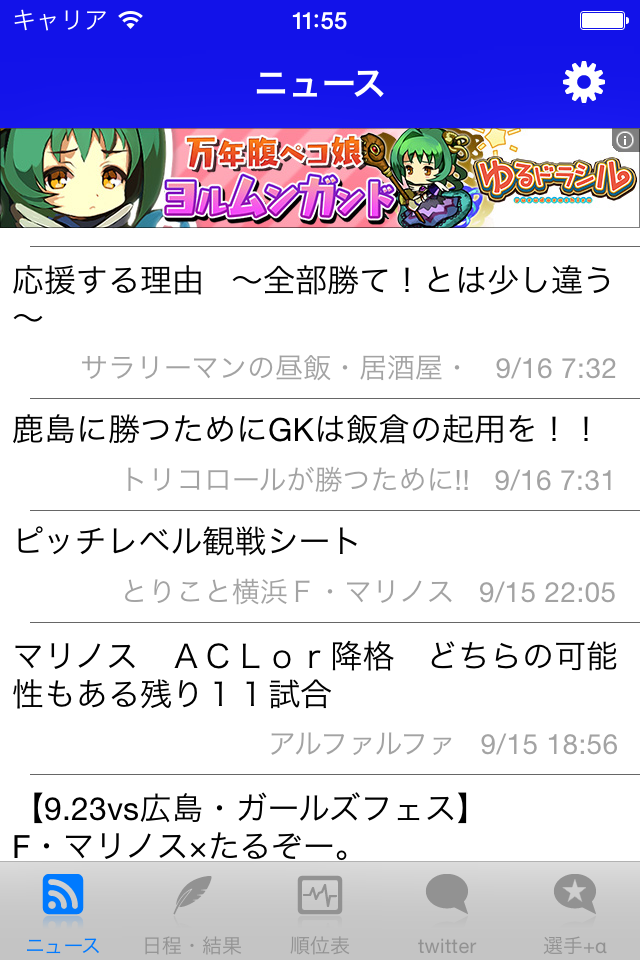 キャリア 11:55
ニュース
万年腹ペコ娘
ヨルムンガンド
ゆるドラシル
応援する理由　〜全部勝て！とは少し違う
〜
サラリーマンの昼飯・居酒屋・ 9/16 7:32
鹿島に勝つためにGKは飯倉の起用を！！
トリコロールが勝つために!! 9/16 7:31
ピッチレベル観戦シート
とりこと横浜Ｆ・マリノス 9/15 22:05
マリノス　ＡＣＬｏｒ降格　どちらの可能
性もある残り１１試合
アルファルファ 9/15 18:56
【9.23vs広島・ガールズフェス】
F・マリノス×たるぞー。
ニュース 日程・結果 順位表 twitter 選手+α